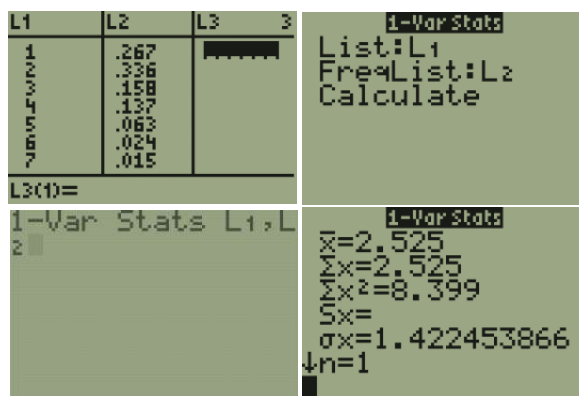 L1 L2 L3 3
1 .267
2 .336
3 .158
4 .137
5 .063
6 .024
7 .015
L3(1)=
1-Var Stats
List:L1
FreqList:L2
Calculate
1-Var Stats L1,L
2
1-Var Stats
x̄=2.525
Σx=2.525
Σx²=8.399
Sx=
σx=1.422453866
↓n=1